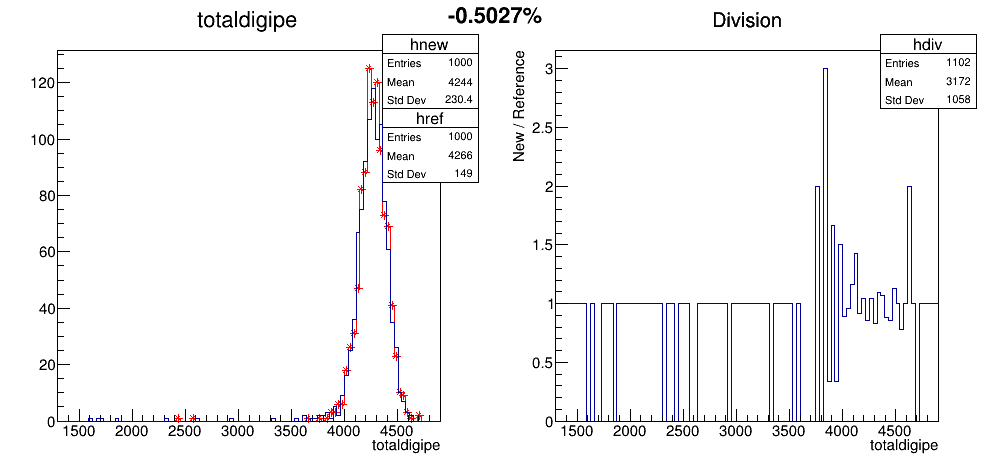 -0.5027%
totaldigipe
hnew
Entries 1000
Mean 4244
Std Dev 230.4
href
Entries 1000
Mean 4266
Std Dev 149
120
100
80
60
40
20
0
1500 2000 2500 3000 3500 4000 4500
totaldigipe
Division
hdiv
Entries 1102
Mean 3172
Std Dev 1058
New / Reference
3
2.5
2
1.5
1
0.5
0
1500 2000 2500 3000 3500 4000 4500
totaldigipe